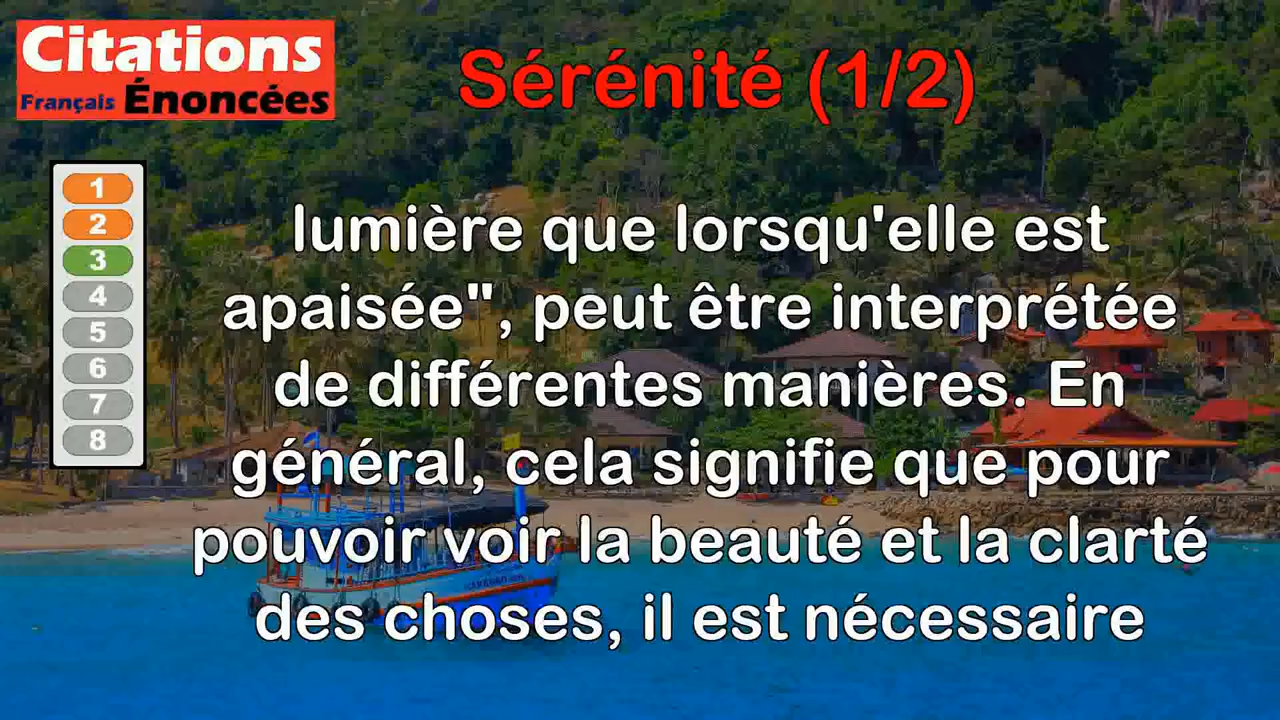 Citations
Français Énoncées
Sérénité (1/2)
1
2
3
4
5
6
7
8
lumière que lorsqu'elle est
apaisée", peut être interprétée
de différentes manières. En
général, cela signifie que pour
pouvoir voir la beauté et la clarté
des choses, il est nécessaire